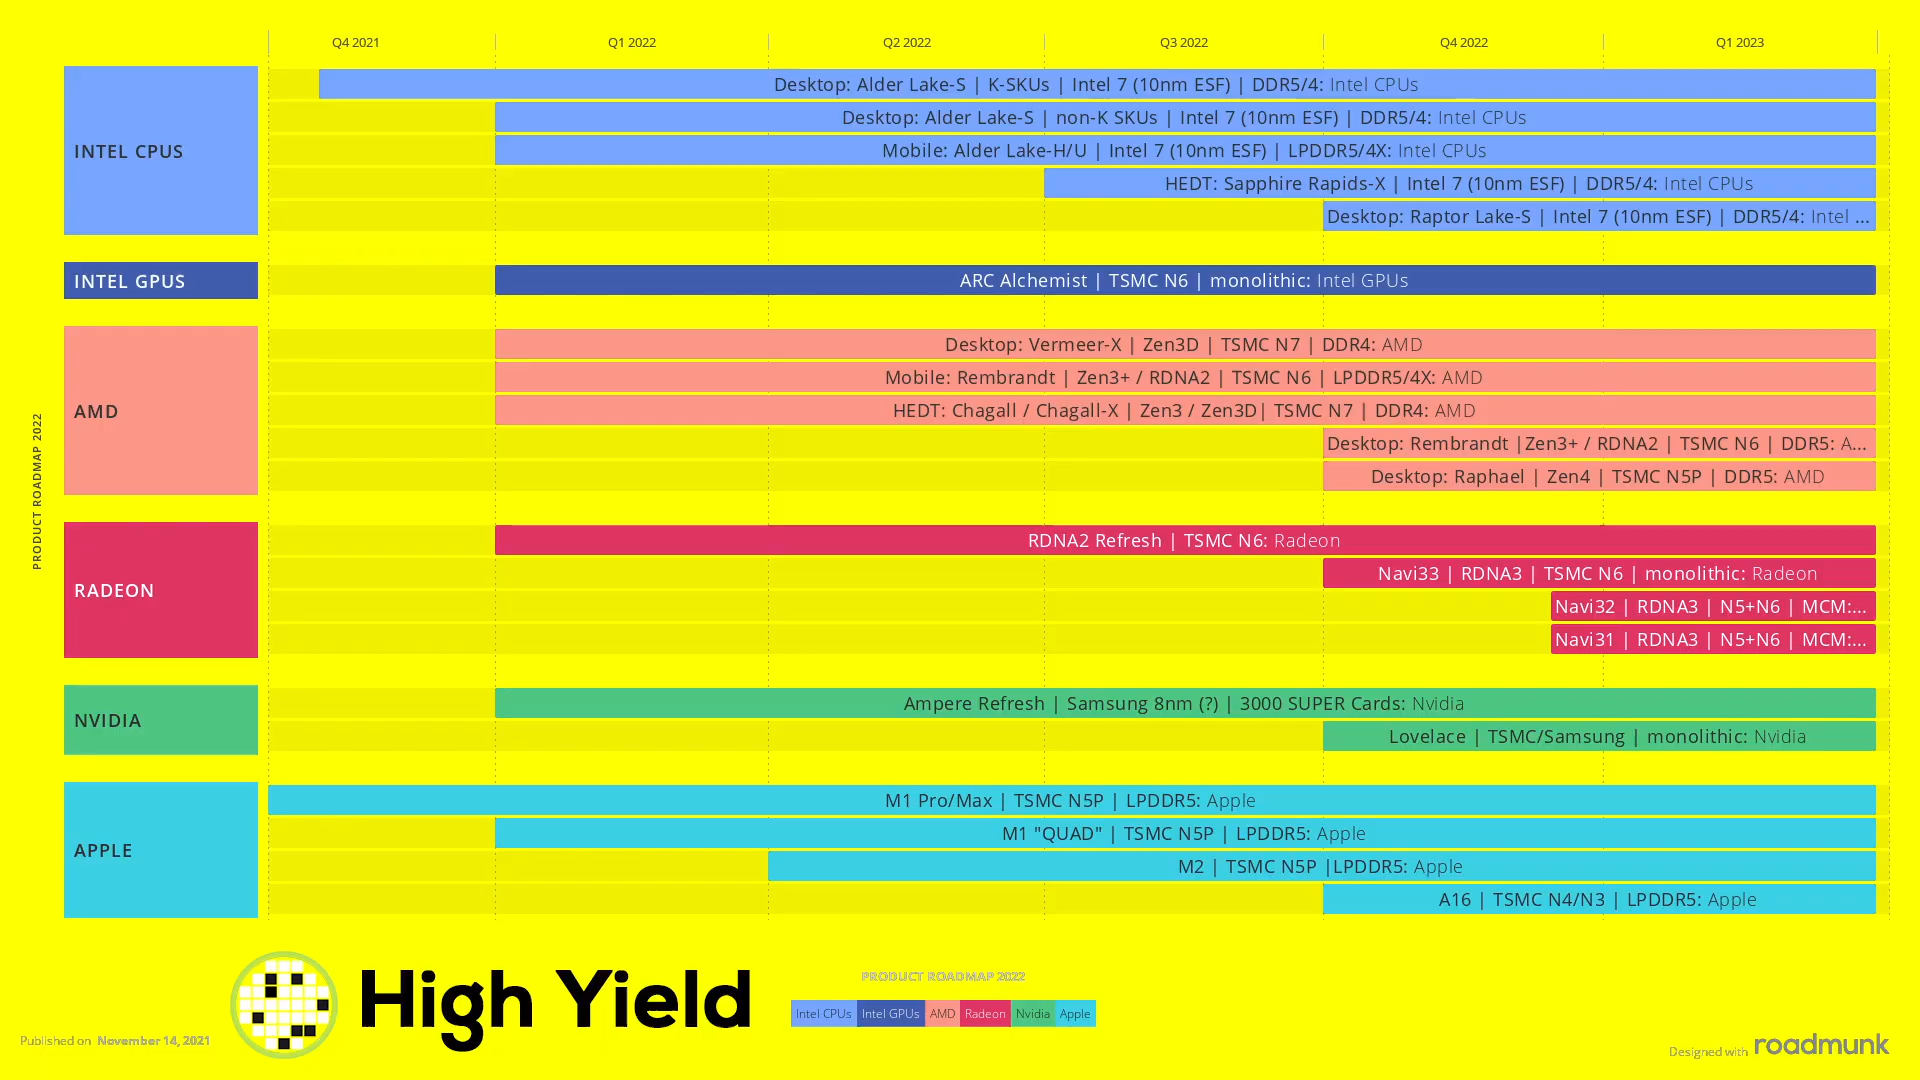 Q4 2021
Q1 2022
Q2 2022
Q3 2022
Q4 2022
Q1 2023
PRODUCT ROADMAP 2022
INTEL CPUS
Desktop: Alder Lake-S | K-SKUs | Intel 7 (10nm ESF) | DDR5/4: Intel CPUs
Desktop: Alder Lake-S | non-K SKUs | Intel 7 (10nm ESF) | DDR5/4: Intel CPUs
Mobile: Alder Lake-H/U | Intel 7 (10nm ESF) | LPDDR5/4X: Intel CPUs
HEDT: Sapphire Rapids-X | Intel 7 (10nm ESF) | DDR5/4: Intel CPUs
Desktop: Raptor Lake-S | Intel 7 (10nm ESF) | DDR5/4: Intel ...
INTEL GPUS
ARC Alchemist | TSMC N6 | monolithic: Intel GPUs
AMD
Desktop: Vermeer-X | Zen3D | TSMC N7 | DDR4: AMD
Mobile: Rembrandt | Zen3+ / RDNA2 | TSMC N6 | LPDDR5/4X: AMD
HEDT: Chagall / Chagall-X | Zen3 / Zen3D| TSMC N7 | DDR4: AMD
Desktop: Rembrandt |Zen3+ / RDNA2 | TSMC N6 | DDR5: A...
Desktop: Raphael | Zen4 | TSMC N5P | DDR5: AMD
RADEON
RDNA2 Refresh | TSMC N6: Radeon
Navi33 | RDNA3 | TSMC N6 | monolithic: Radeon
Navi32 | RDNA3 | N5+N6 | MCM:...
Navi31 | RDNA3 | N5+N6 | MCM:...
NVIDIA
Ampere Refresh | Samsung 8nm (?) | 3000 SUPER Cards: Nvidia
Lovelace | TSMC/Samsung | monolithic: Nvidia
APPLE
M1 Pro/Max | TSMC N5P | LPDDR5: Apple
M1 "QUAD" | TSMC N5P | LPDDR5: Apple
M2 | TSMC N5P |LPDDR5: Apple
A16 | TSMC N4/N3 | LPDDR5: Apple
High Yield
PRODUCT ROADMAP 2022
Intel CPUs
Intel GPUs
AMD
Radeon
Nvidia
Apple
Published on November 14, 2021
Designed with roadmunk